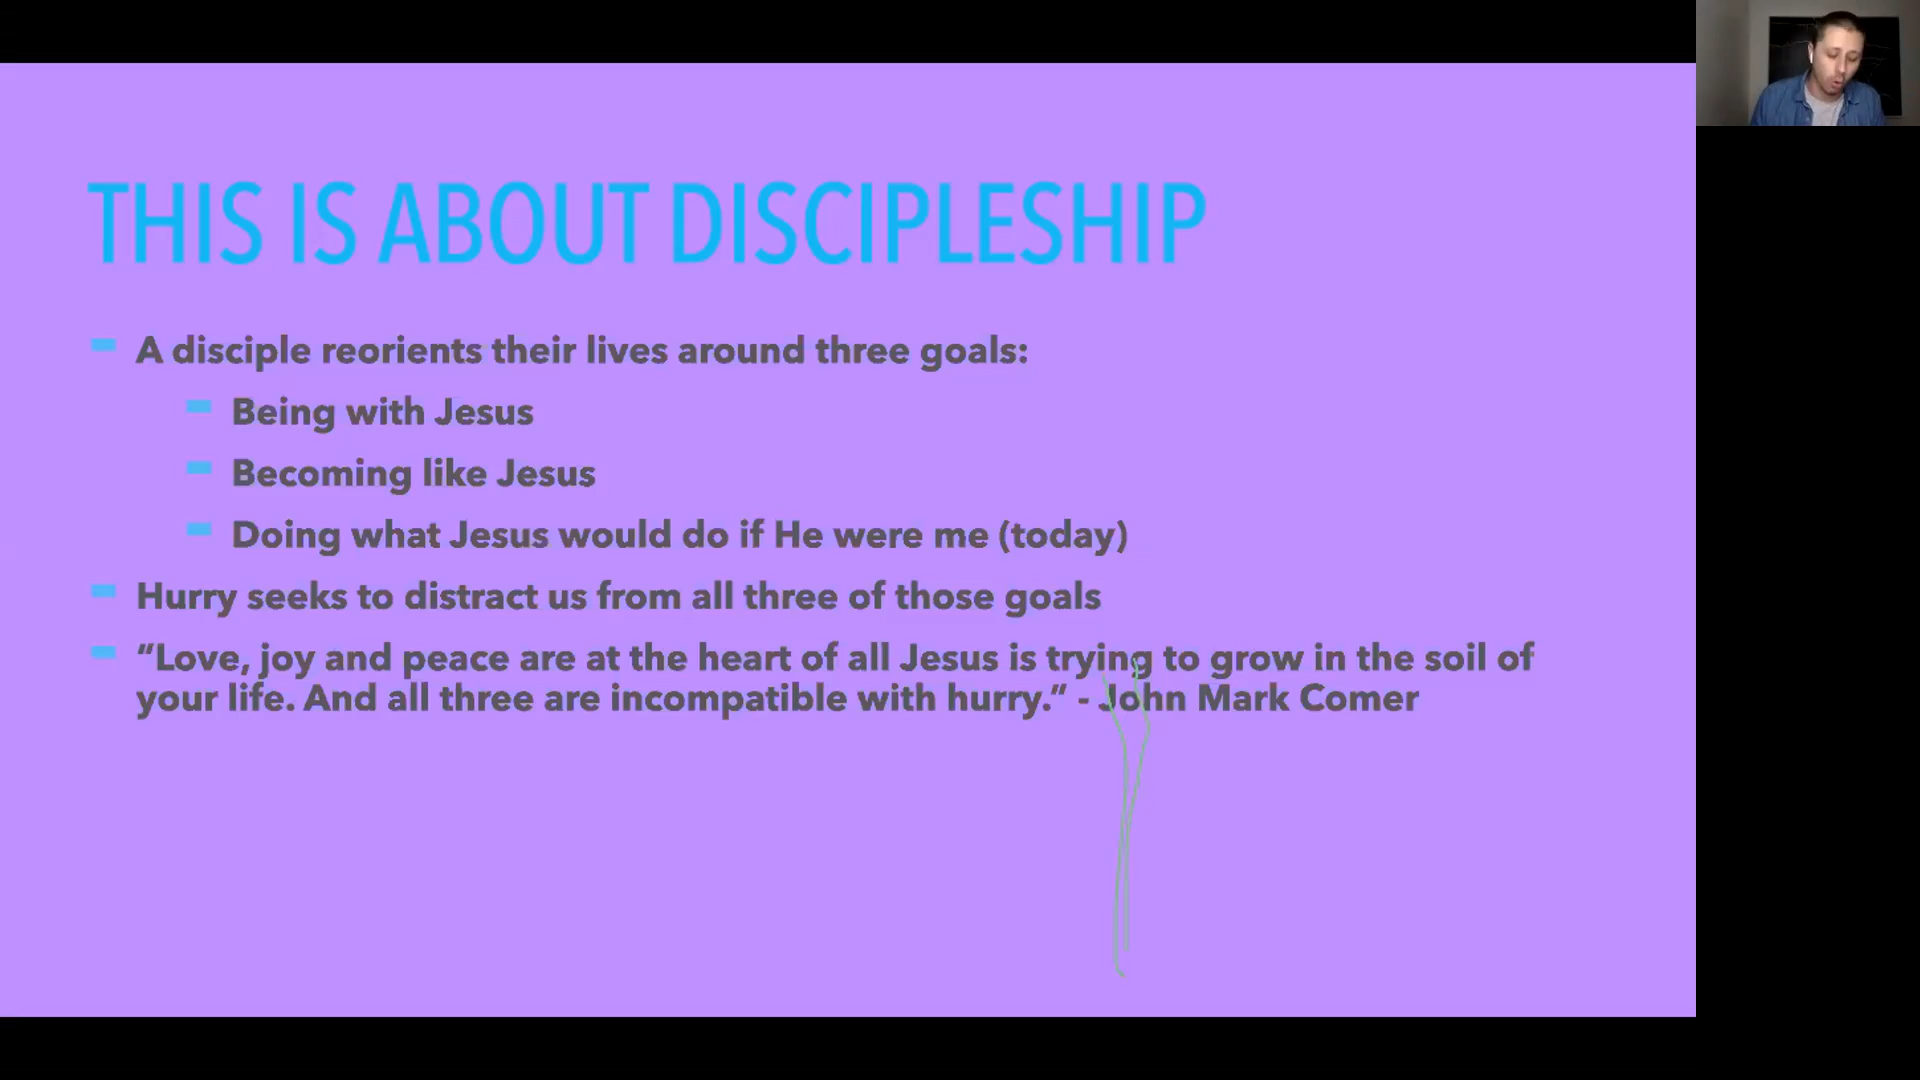 THIS IS ABOUT DISCIPLESHIP
A disciple reorients their lives around three goals:
Being with Jesus
Becoming like Jesus
Doing what Jesus would do if He were me (today)
Hurry seeks to distract us from all three of those goals
“Love, joy and peace are at the heart of all Jesus is trying to grow in the soil of
your life. And all three are incompatible with hurry.“ - John Mark Comer